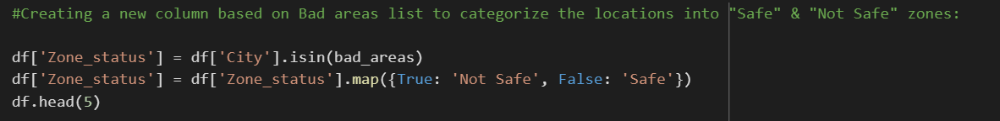 #Creating a new column based on Bad areas list to categorize the locations into "Safe" & "Not Safe" zones:
df['Zone_status'] = df['City'].isin(bad_areas)
df['Zone_status'] = df['Zone_status'].map({True: 'Not Safe', False: 'Safe'})
df.head(5)